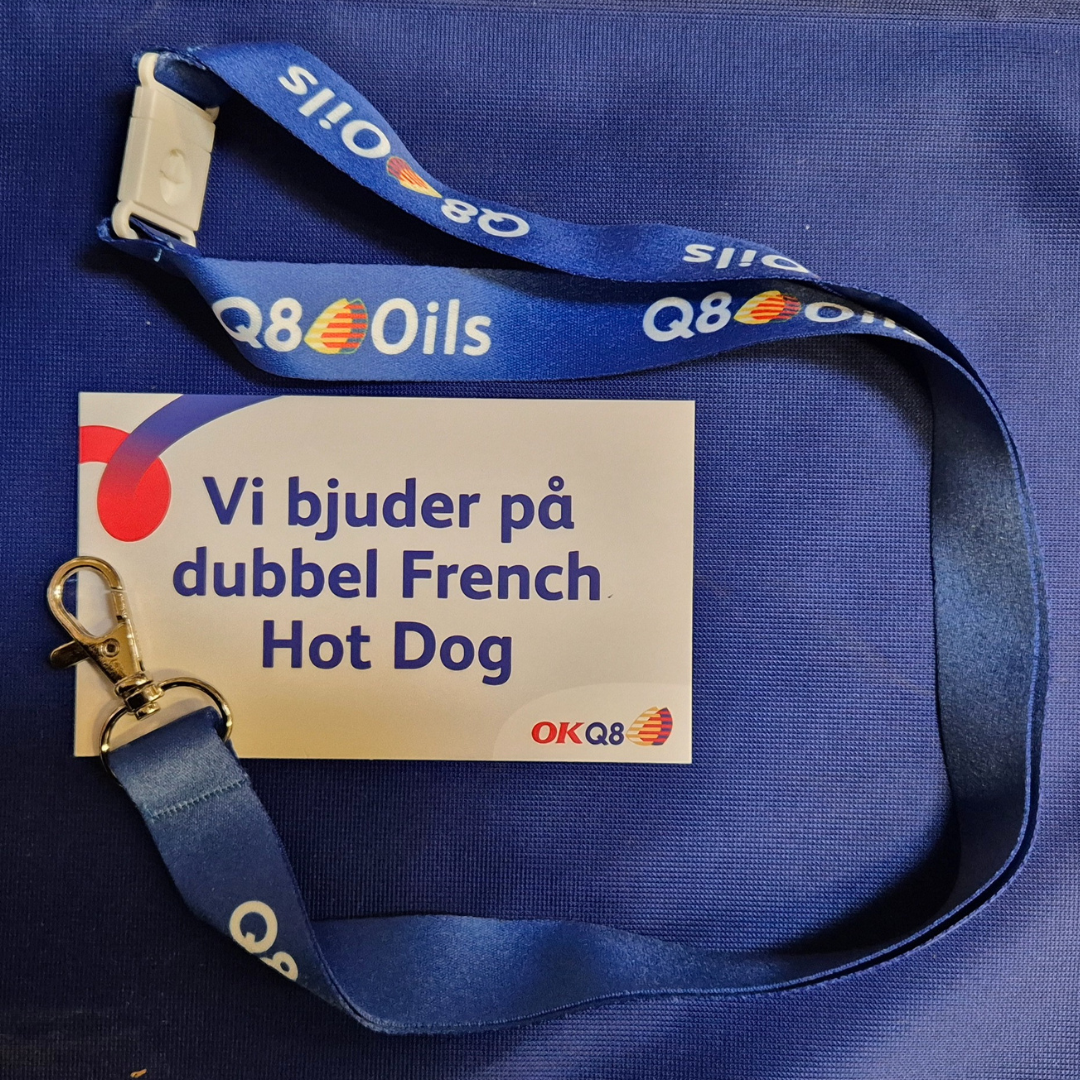 Q8 Oils
Q8 Oils
Oils
Q8 Oils
Vi bjuder på
dubbel French
Hot Dog
OKQ8
Q8